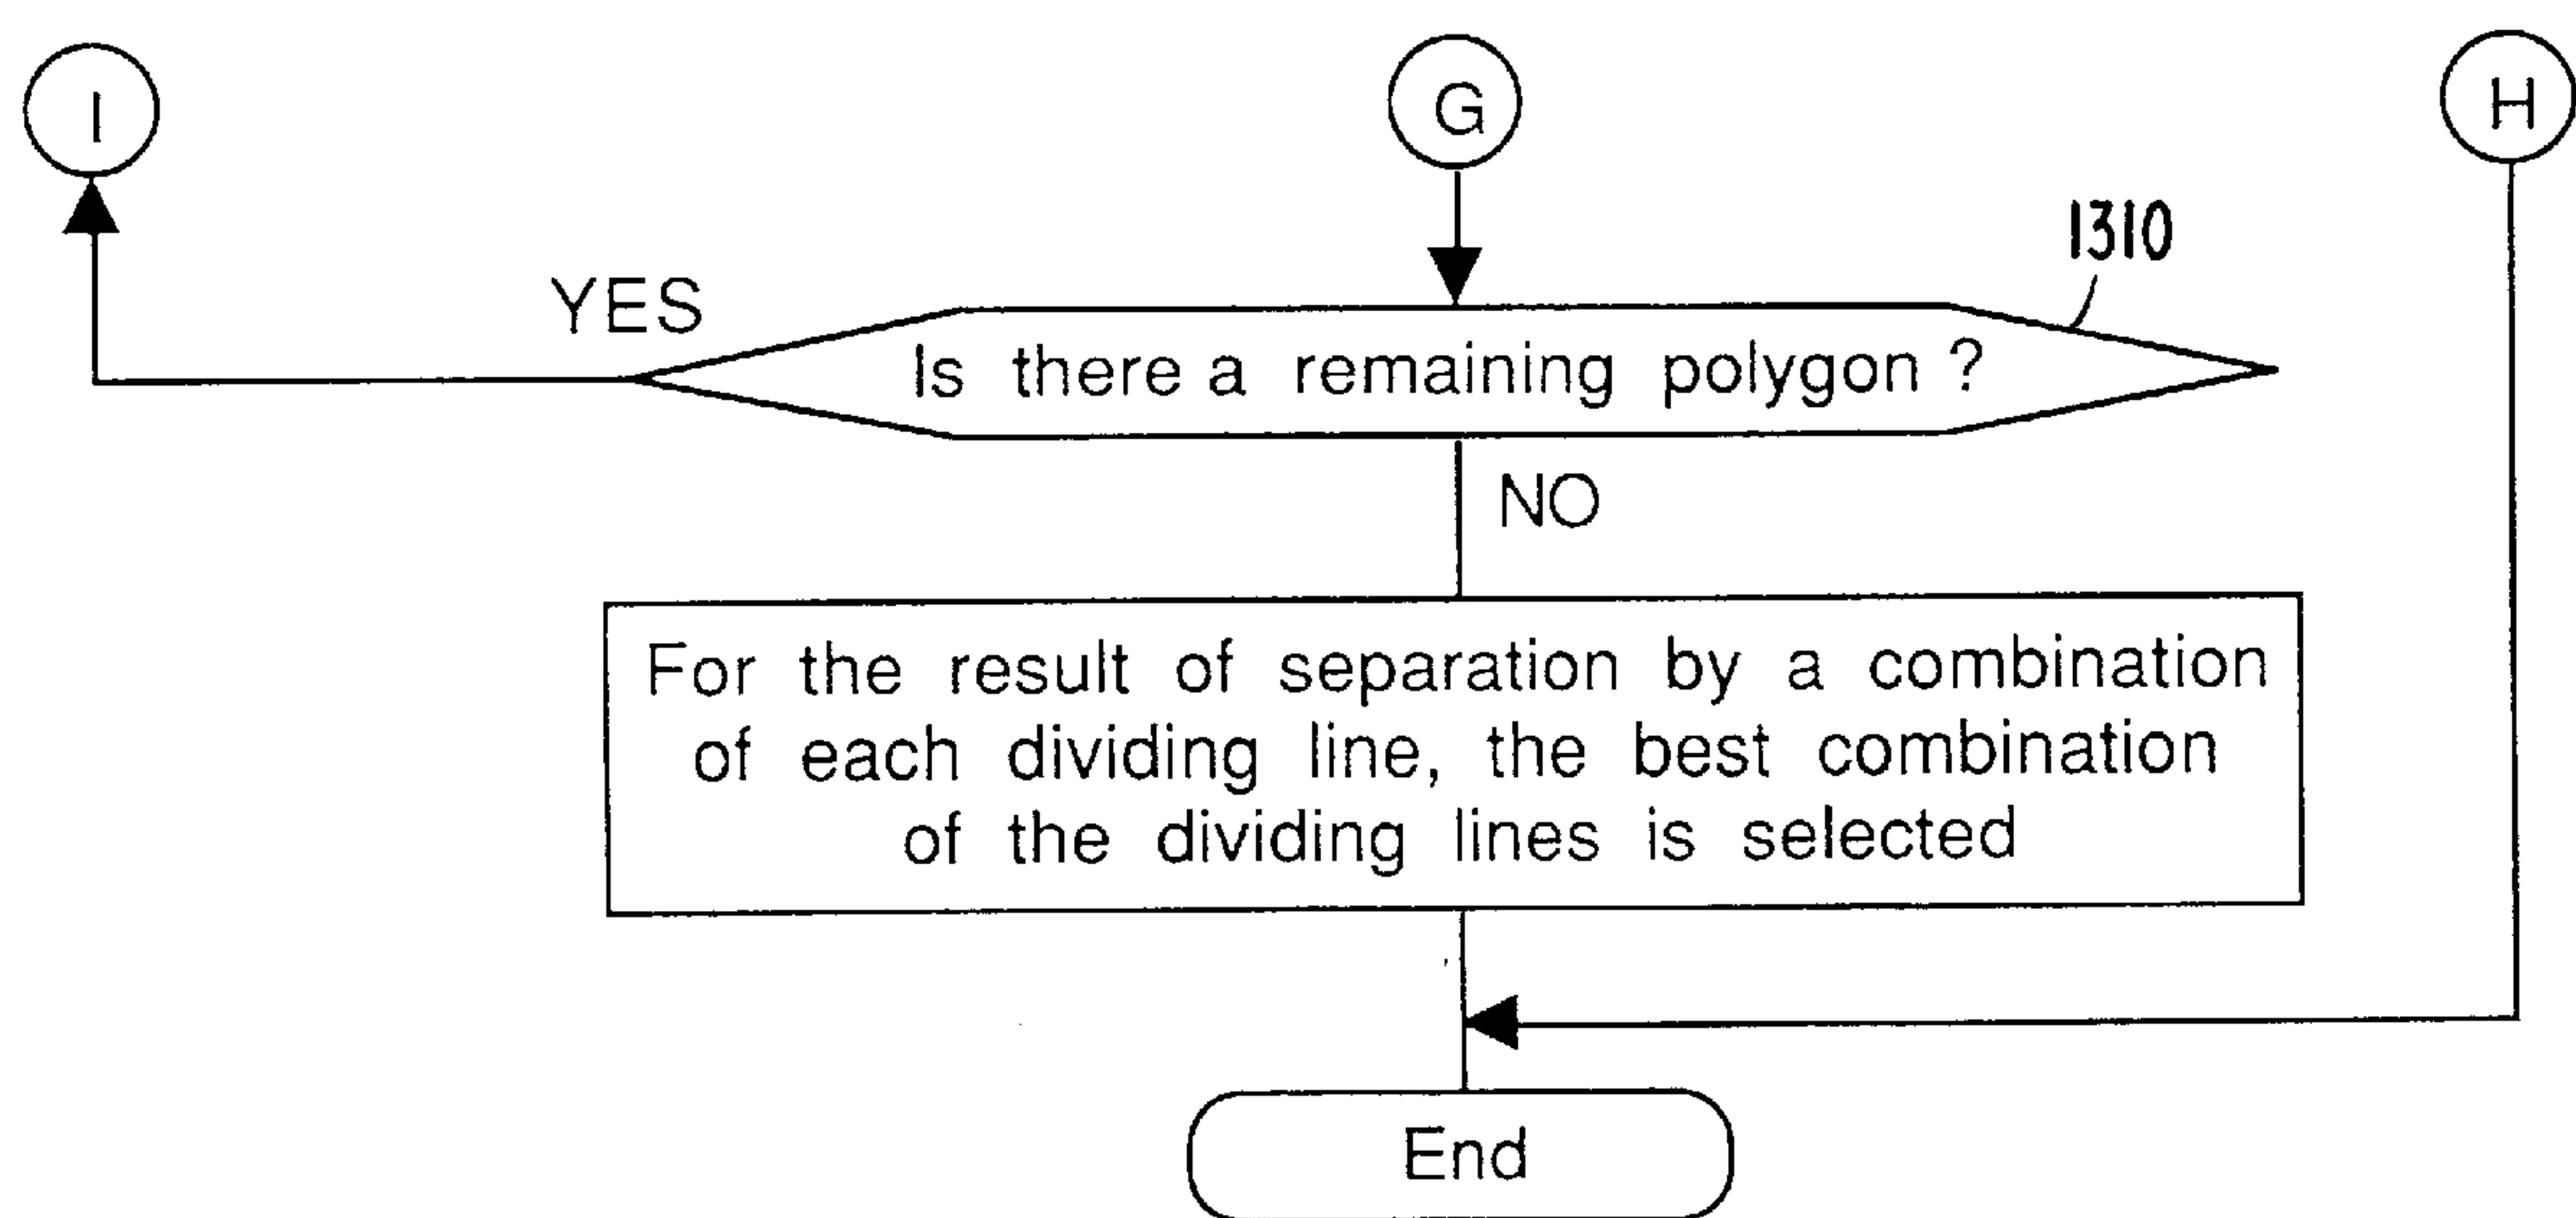 I
G
H
1310
YES
Is there a remaining polygon ?
NO
For the result of separation by a combination
of each dividing line, the best combination
of the dividing lines is selected
End